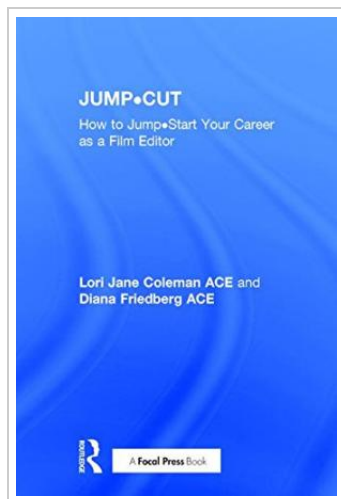 JUMP•CUT
How to Jump•Start Your Career
as a Film Editor
Lori Jane Coleman ACE and
Diana Friedberg ACE
ROUTLEDGE
A Focal Press Book